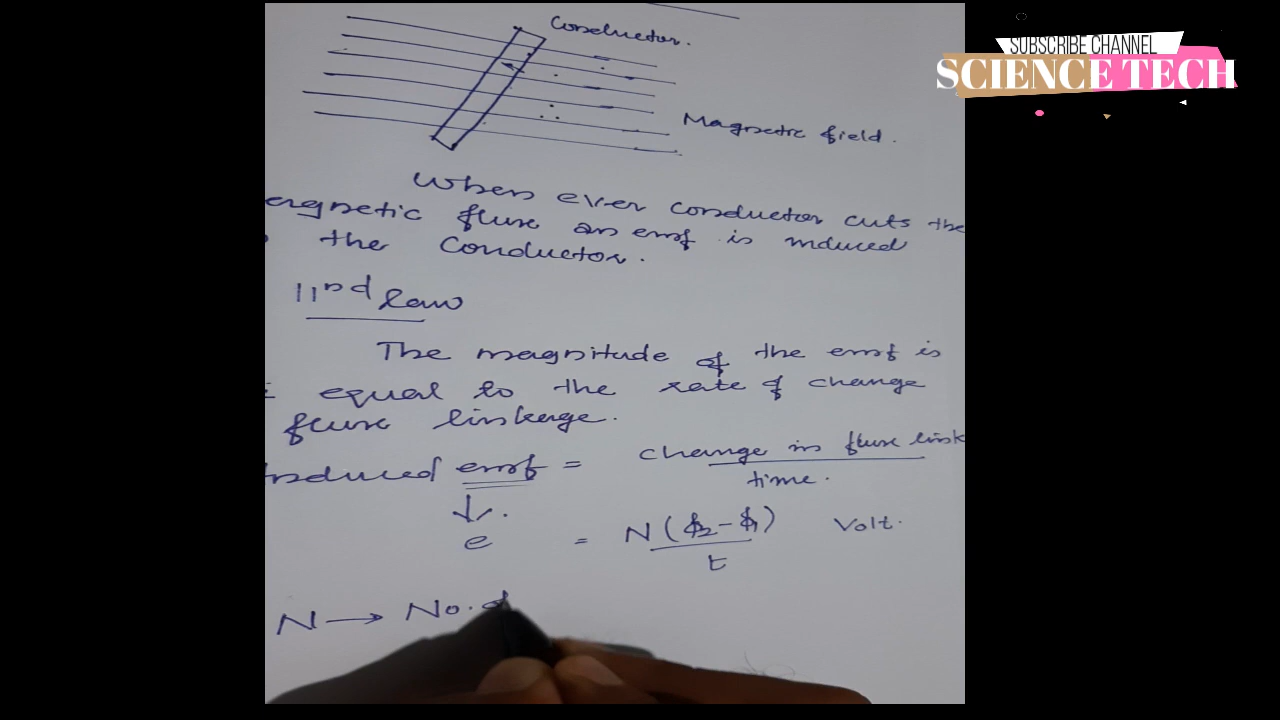 SUBSCRIBE CHANNEL
SCIENCE TECH
Conductor.
Magnetic field.
When ever conductor cuts the
magnetic flux an emf is induced
the Conductor.
IInd law
The magnitude of the emf is
equal to the rate of change
flux linkage.
Induced emf = change in flux link
time.
e = N(ϕ2 - ϕ1) Volt.
t
N → No. of